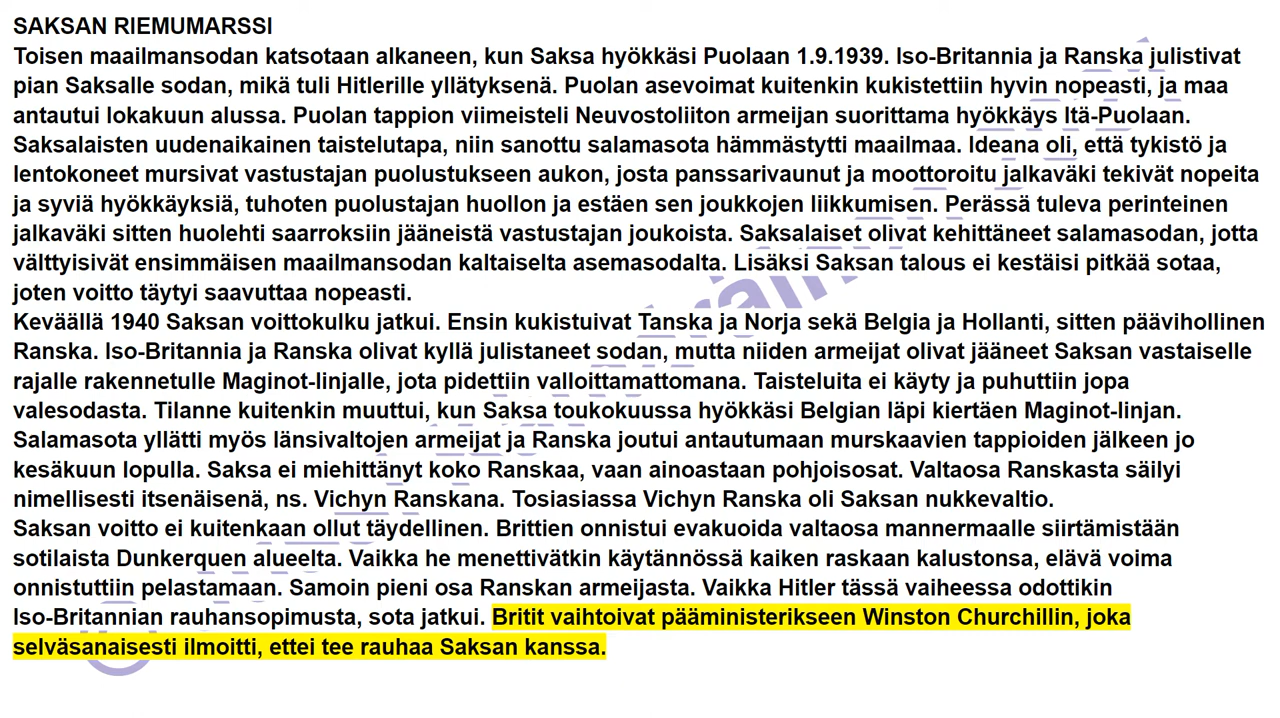 SAKSAN RIEMUMARSSI
Toisen maailmansodan katsotaan alkaneen, kun Saksa hyökkäsi Puolaan 1.9.1939. Iso-Britannia ja Ranska julistivat
pian Saksalle sodan, mikä tuli Hitlerille yllätyksenä. Puolan asevoimat kuitenkin kukistettiin hyvin nopeasti, ja maa
antautui lokakuun alussa. Puolan tappion viimeisteli Neuvostoliiton armeijan suorittama hyökkäys Itä-Puolaan.
Saksalaisten uudenaikainen taistelutapa, niin sanottu salamasota hämmästytti maailmaa. Ideana oli, että tykistö ja
lentokoneet mursivat vastustajan puolustukseen aukon, josta panssarivaunut ja moottoroitu jalkaväki tekivät nopeita
ja syviä hyökkäyksiä, tuhoten puolustajan huollon ja estäen sen joukkojen liikkumisen. Perässä tuleva perinteinen
jalkaväki sitten huolehti saarroksiin jääneistä vastustajan joukoista. Saksalaiset olivat kehittäneet salamasodan, jotta
välttyisivät ensimmäisen maailmansodan kaltaiselta asemasodalta. Lisäksi Saksan talous ei kestäisi pitkää sotaa,
joten voitto täytyi saavuttaa nopeasti.
Keväällä 1940 Saksan voittokulku jatkui. Ensin kukistuivat Tanska ja Norja sekä Belgia ja Hollanti, sitten päävihollinen
Ranska. Iso-Britannia ja Ranska olivat kyllä julistaneet sodan, mutta niiden armeijat olivat jääneet Saksan vastaiselle
rajalle rakennetulle Maginot-linjalle, jota pidettiin valloittamattomana. Taisteluita ei käyty ja puhuttiin jopa
valesodasta. Tilanne kuitenkin muuttui, kun Saksa toukokuussa hyökkäsi Belgian läpi kiertäen Maginot-linjan.
Salamasota yllätti myös länsivaltojen armeijat ja Ranska joutui antautumaan murskaavien tappioiden jälkeen jo
kesäkuun lopulla. Saksa ei miehittänyt koko Ranskaa, vaan ainoastaan pohjoisosat. Valtaosa Ranskasta säilyi
nimellisesti itsenäisenä, ns. Vichyn Ranskana. Tosiasiassa Vichyn Ranska oli Saksan nukkevaltio.
Saksan voitto ei kuitenkaan ollut täydellinen. Brittien onnistui evakuoida valtaosa mannermaalle siirtämistään
sotilaista Dunkerquen alueelta. Vaikka he menettivätkin käytännössä kaiken raskaan kalustonsa, elävä voima
onnistuttiin pelastamaan. Samoin pieni osa Ranskan armeijasta. Vaikka Hitler tässä vaiheessa odottikin
Iso-Britannian rauhansopimusta, sota jatkui. Britit vaihtoivat pääministerikseen Winston Churchillin, joka
selväsanaisesti ilmoitti, ettei tee rauhaa Saksan kanssa.